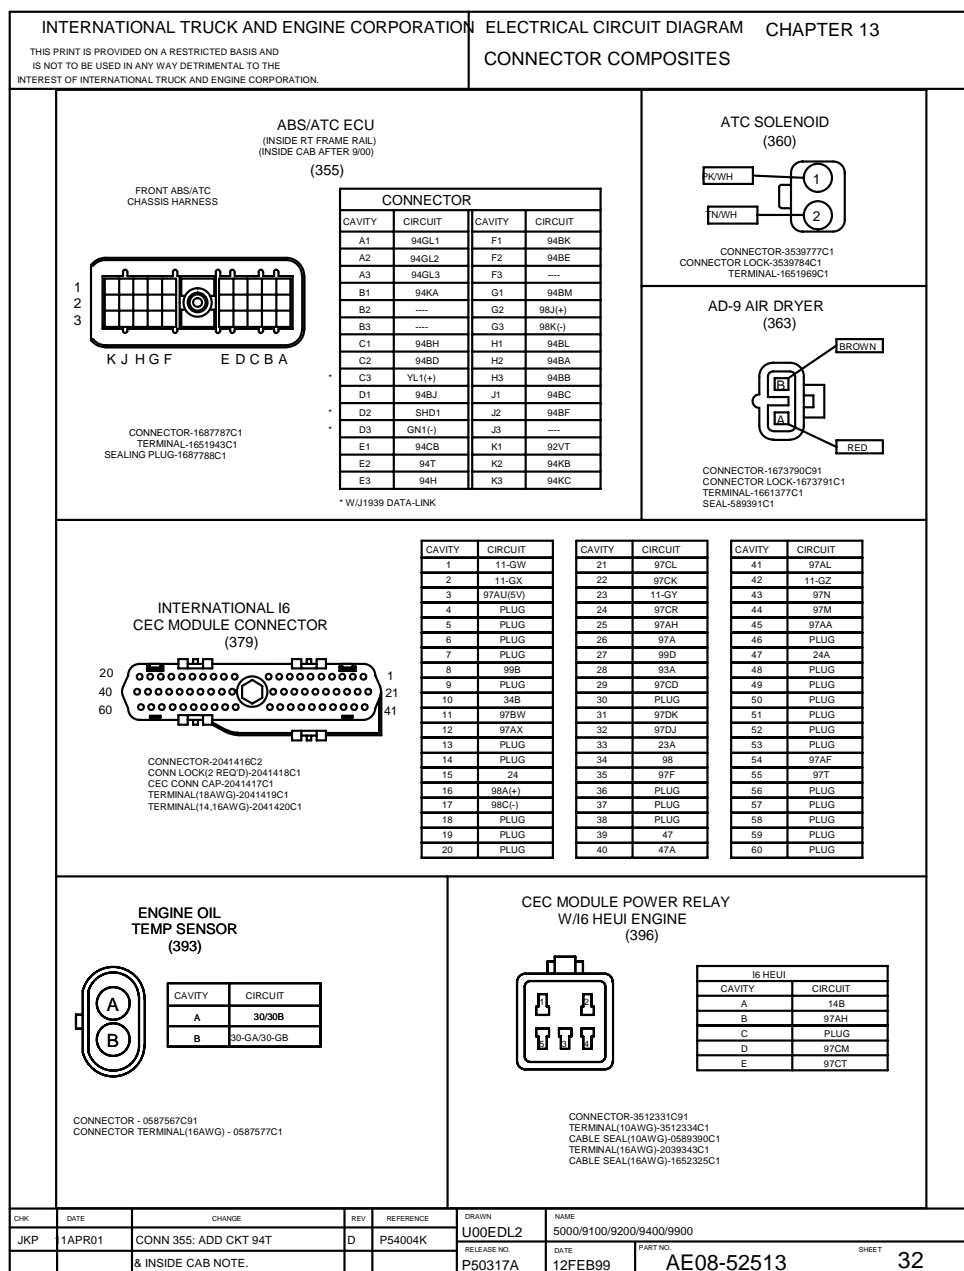 INTERNATIONAL TRUCK AND ENGINE CORPORATION
THIS PRINT IS PROVIDED ON A RESTRICTED BASIS AND
IS NOT TO BE USED IN ANY WAY DETRIMENTAL TO THE
INTEREST OF INTERNATIONAL TRUCK AND ENGINE CORPORATION.
ELECTRICAL CIRCUIT DIAGRAM CHAPTER 13
CONNECTOR COMPOSITES
ABS/ATC ECU
(INSIDE RT FRAME RAIL)
(INSIDE CAB AFTER 9/00)
(355)
FRONT ABS/ATC
CHASSIS HARNESS
1
2
3
K J H G F E D C B A
CONNECTOR-1687787C1
TERMINAL-1651943C1
SEALING PLUG-1687788C1
CONNECTOR
CAVITY CIRCUIT CAVITY CIRCUIT
A1 94GL1 F1 94BK
A2 94GL2 F2 94BE
A3 94GL3 F3 ----
B1 94KA G1 94BM
B2 ---- G2 98J(+)
B3 ---- G3 98K(-)
C1 94BH H1 94BL
C2 94BD H2 94BA
* C3 YL1(+) H3 94BB
D1 94BJ J1 94BC
* D2 SHD1 J2 94BF
* D3 GN1(-) J3 ----
E1 94CB K1 92VT
E2 94T K2 94KB
E3 94H K3 94KC
* W/J1939 DATA-LINK
ATC SOLENOID
(360)
PK/WH 1
TN/WH 2
CONNECTOR-3539777C1
CONNECTOR LOCK-3539784C1
TERMINAL-1651969C1
AD-9 AIR DRYER
(363)
BROWN
B
A
RED
CONNECTOR-1673790C91
CONNECTOR LOCK-1673791C1
TERMINAL-1661377C1
SEAL-589391C1
INTERNATIONAL I6
CEC MODULE CONNECTOR
(379)
20 1
40 21
60 41
CONNECTOR-2041416C2
CONN LOCK(2 REQ'D)-2041418C1
CEC CONN CAP-2041417C1
TERMINAL(18AWG)-2041419C1
TERMINAL(14,16AWG)-2041420C1
CAVITY CIRCUIT CAVITY CIRCUIT CAVITY CIRCUIT
1 11-GW 21 97CL 41 97AL
2 11-GX 22 97CK 42 11-GZ
3 97AU(5V) 23 11-GY 43 97N
4 PLUG 24 97CR 44 97M
5 PLUG 25 97AH 45 97AA
6 PLUG 26 97A 46 PLUG
7 PLUG 27 99D 47 24A
8 99B 28 93A 48 PLUG
9 PLUG 29 97CD 49 PLUG
10 34B 30 PLUG 50 PLUG
11 97BW 31 97DK 51 PLUG
12 97AX 32 97DJ 52 PLUG
13 PLUG 33 23A 53 PLUG
14 PLUG 34 98 54 97AF
15 24 35 97F 55 97T
16 98A(+) 36 PLUG 56 PLUG
17 98C(-) 37 PLUG 57 PLUG
18 PLUG 38 PLUG 58 PLUG
19 PLUG 39 47 59 PLUG
20 PLUG 40 47A 60 PLUG
ENGINE OIL
TEMP SENSOR
(393)
A
B
CAVITY CIRCUIT
A 30/30B
B 30-GA/30-GB
CONNECTOR - 0587567C91
CONNECTOR TERMINAL(16AWG) - 0587577C1
CEC MODULE POWER RELAY
W/I6 HEUI ENGINE
(396)
1 2
5 3 4
I6 HEUI
CAVITY CIRCUIT
A 14B
B 97AH
C PLUG
D 97CM
E 97CT
CONNECTOR-3512331C91
TERMINAL(10AWG)-3512334C1
CABLE SEAL(10AWG)-0589390C1
TERMINAL(16AWG)-2039343C1
CABLE SEAL(16AWG)-1652325C1
CHK DATE CHANGE REV REFERENCE
JKP 11APR01 CONN 355: ADD CKT 94T D P54004K
& INSIDE CAB NOTE.
DRAWN
U00EDL2
NAME
5000/9100/9200/9400/9900
RELEASE NO.
P50317A
DATE
12FEB99
PART NO.
AE08-52513
SHEET
32